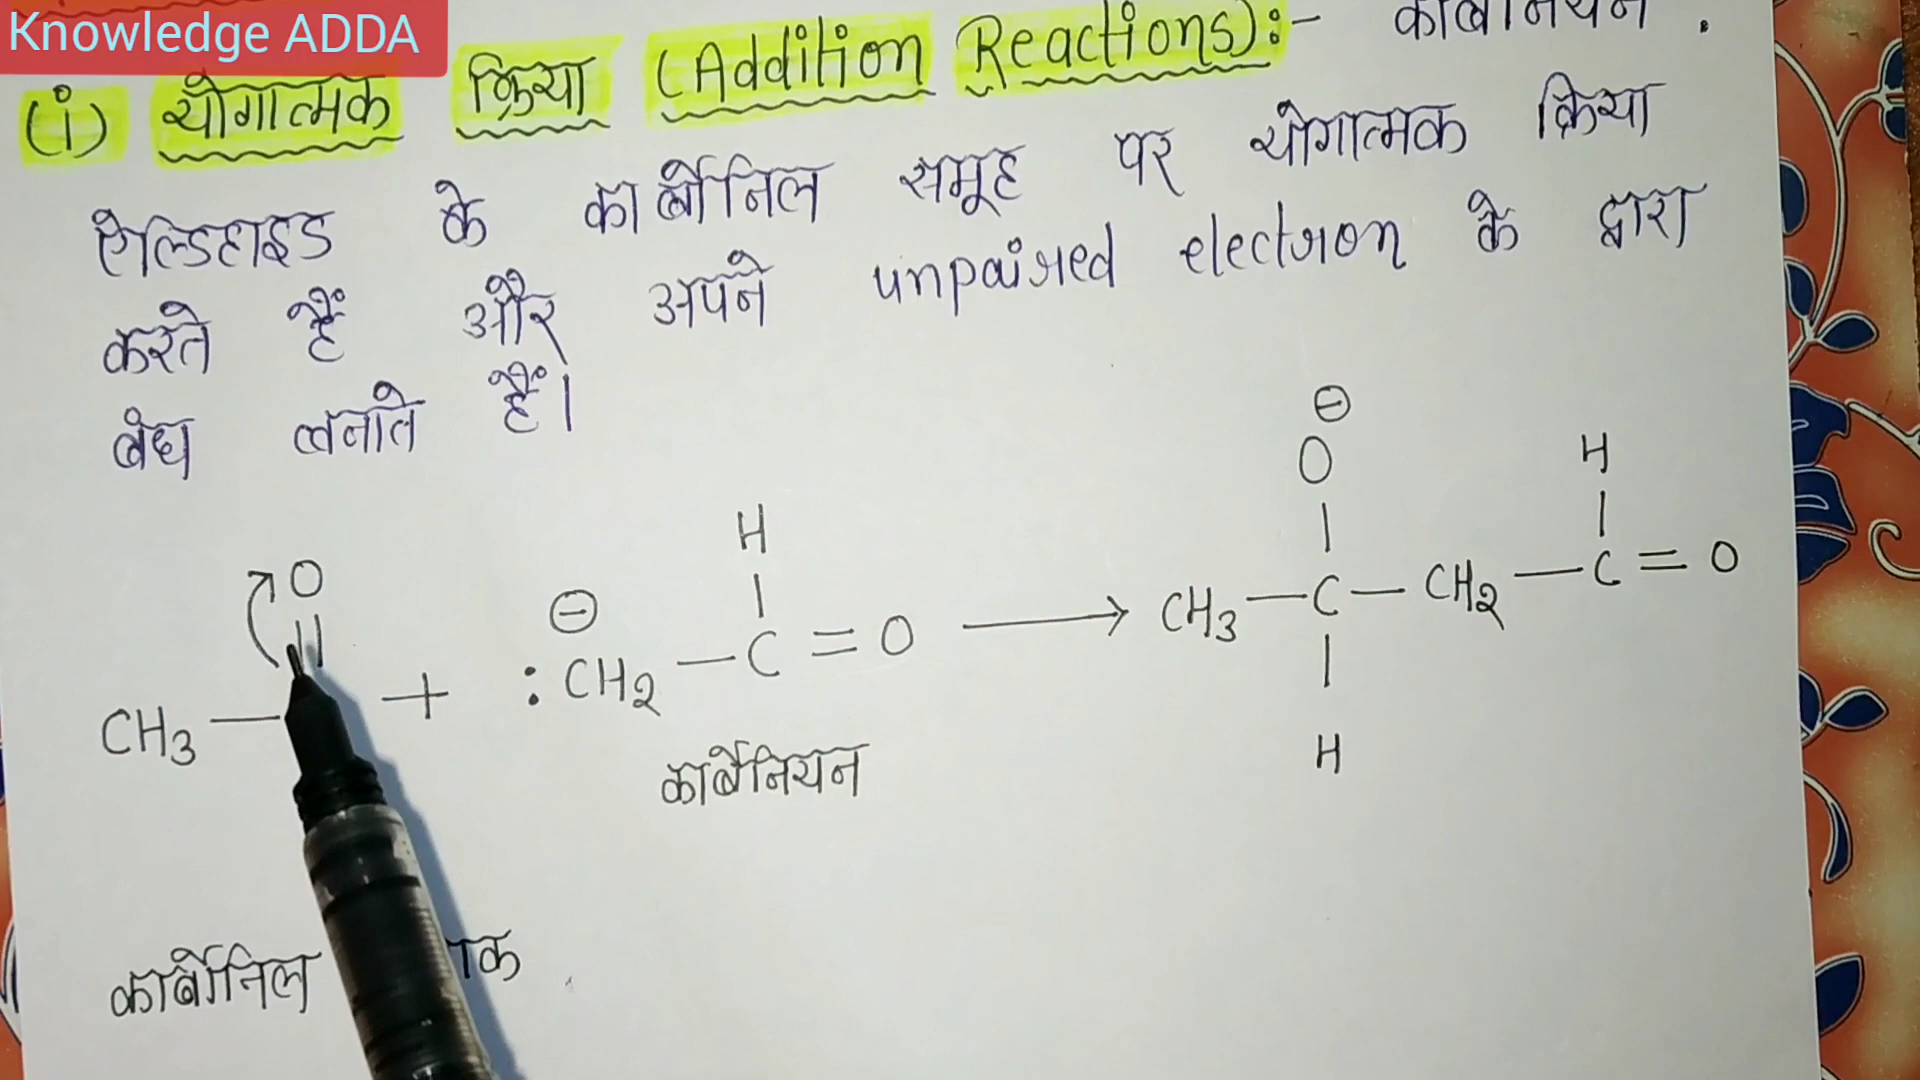 Knowledge ADDA
(i) योगात्मक क्रिया (Addition Reactions):- कार्बोनियन
ऐल्डिहाइड के कार्बोनिल समूह पर योगात्मक क्रिया
करते हैं और अपने unpaired electron के द्वारा
बंध बनाते हैं।
⊖
O H
H | |
O ⊖ | CH3 — C — CH2 — C = O
|| :CH2 — C = O ⟶ |
CH3 — + H
कार्बेनियन
कार्बोनिल